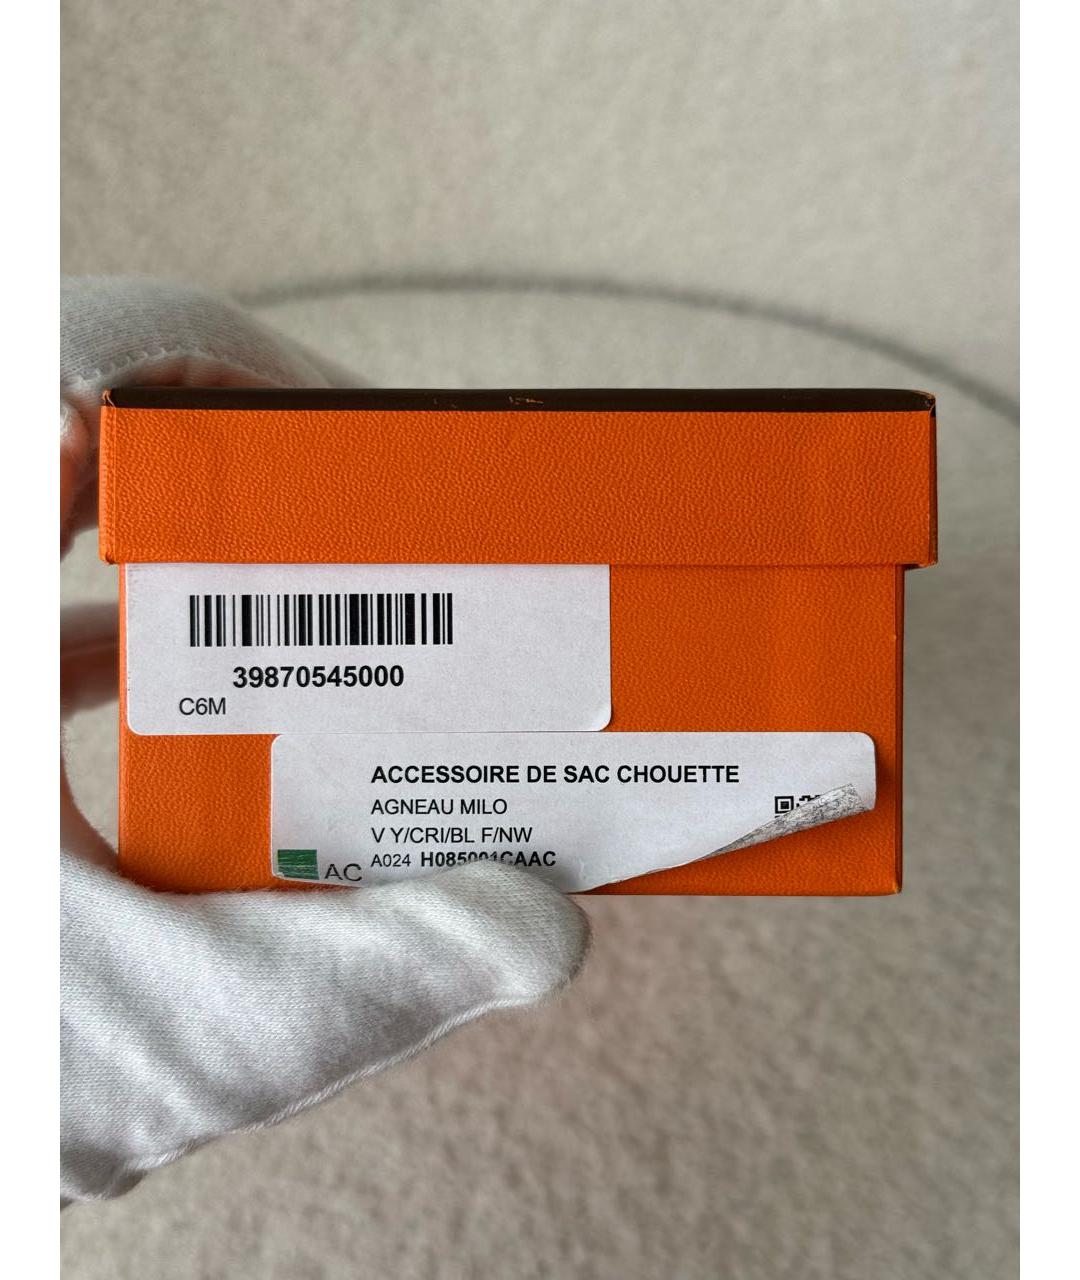 39870545000
C6M
ACCESSOIRE DE SAC CHOUETTE
AGNEAU MILO
V Y/CRI/BL F/NW
AC A024 H085001CAAC